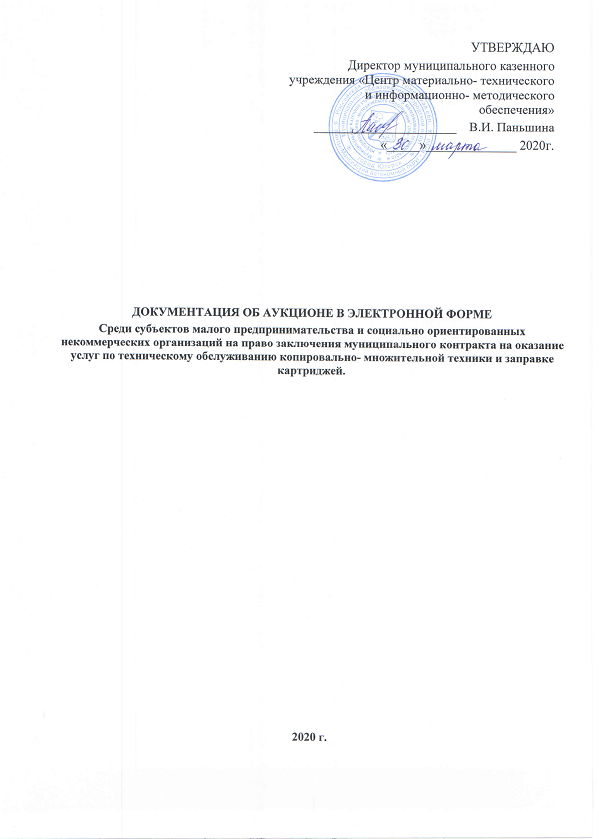 УТВЕРЖДАЮ
Директор муниципального казенного
учреждения «Центр материально- технического
и информационно- методического
обеспечения»
В.И. Паньшина
« 30 » марта 2020г.
ДОКУМЕНТАЦИЯ ОБ АУКЦИОНЕ В ЭЛЕКТРОННОЙ ФОРМЕ
Среди субъектов малого предпринимательства и социально ориентированных
некоммерческих организаций на право заключения муниципального контракта на оказание
услуг по техническому обслуживанию копировально- множительной техники и заправке
картриджей.
2020 г.